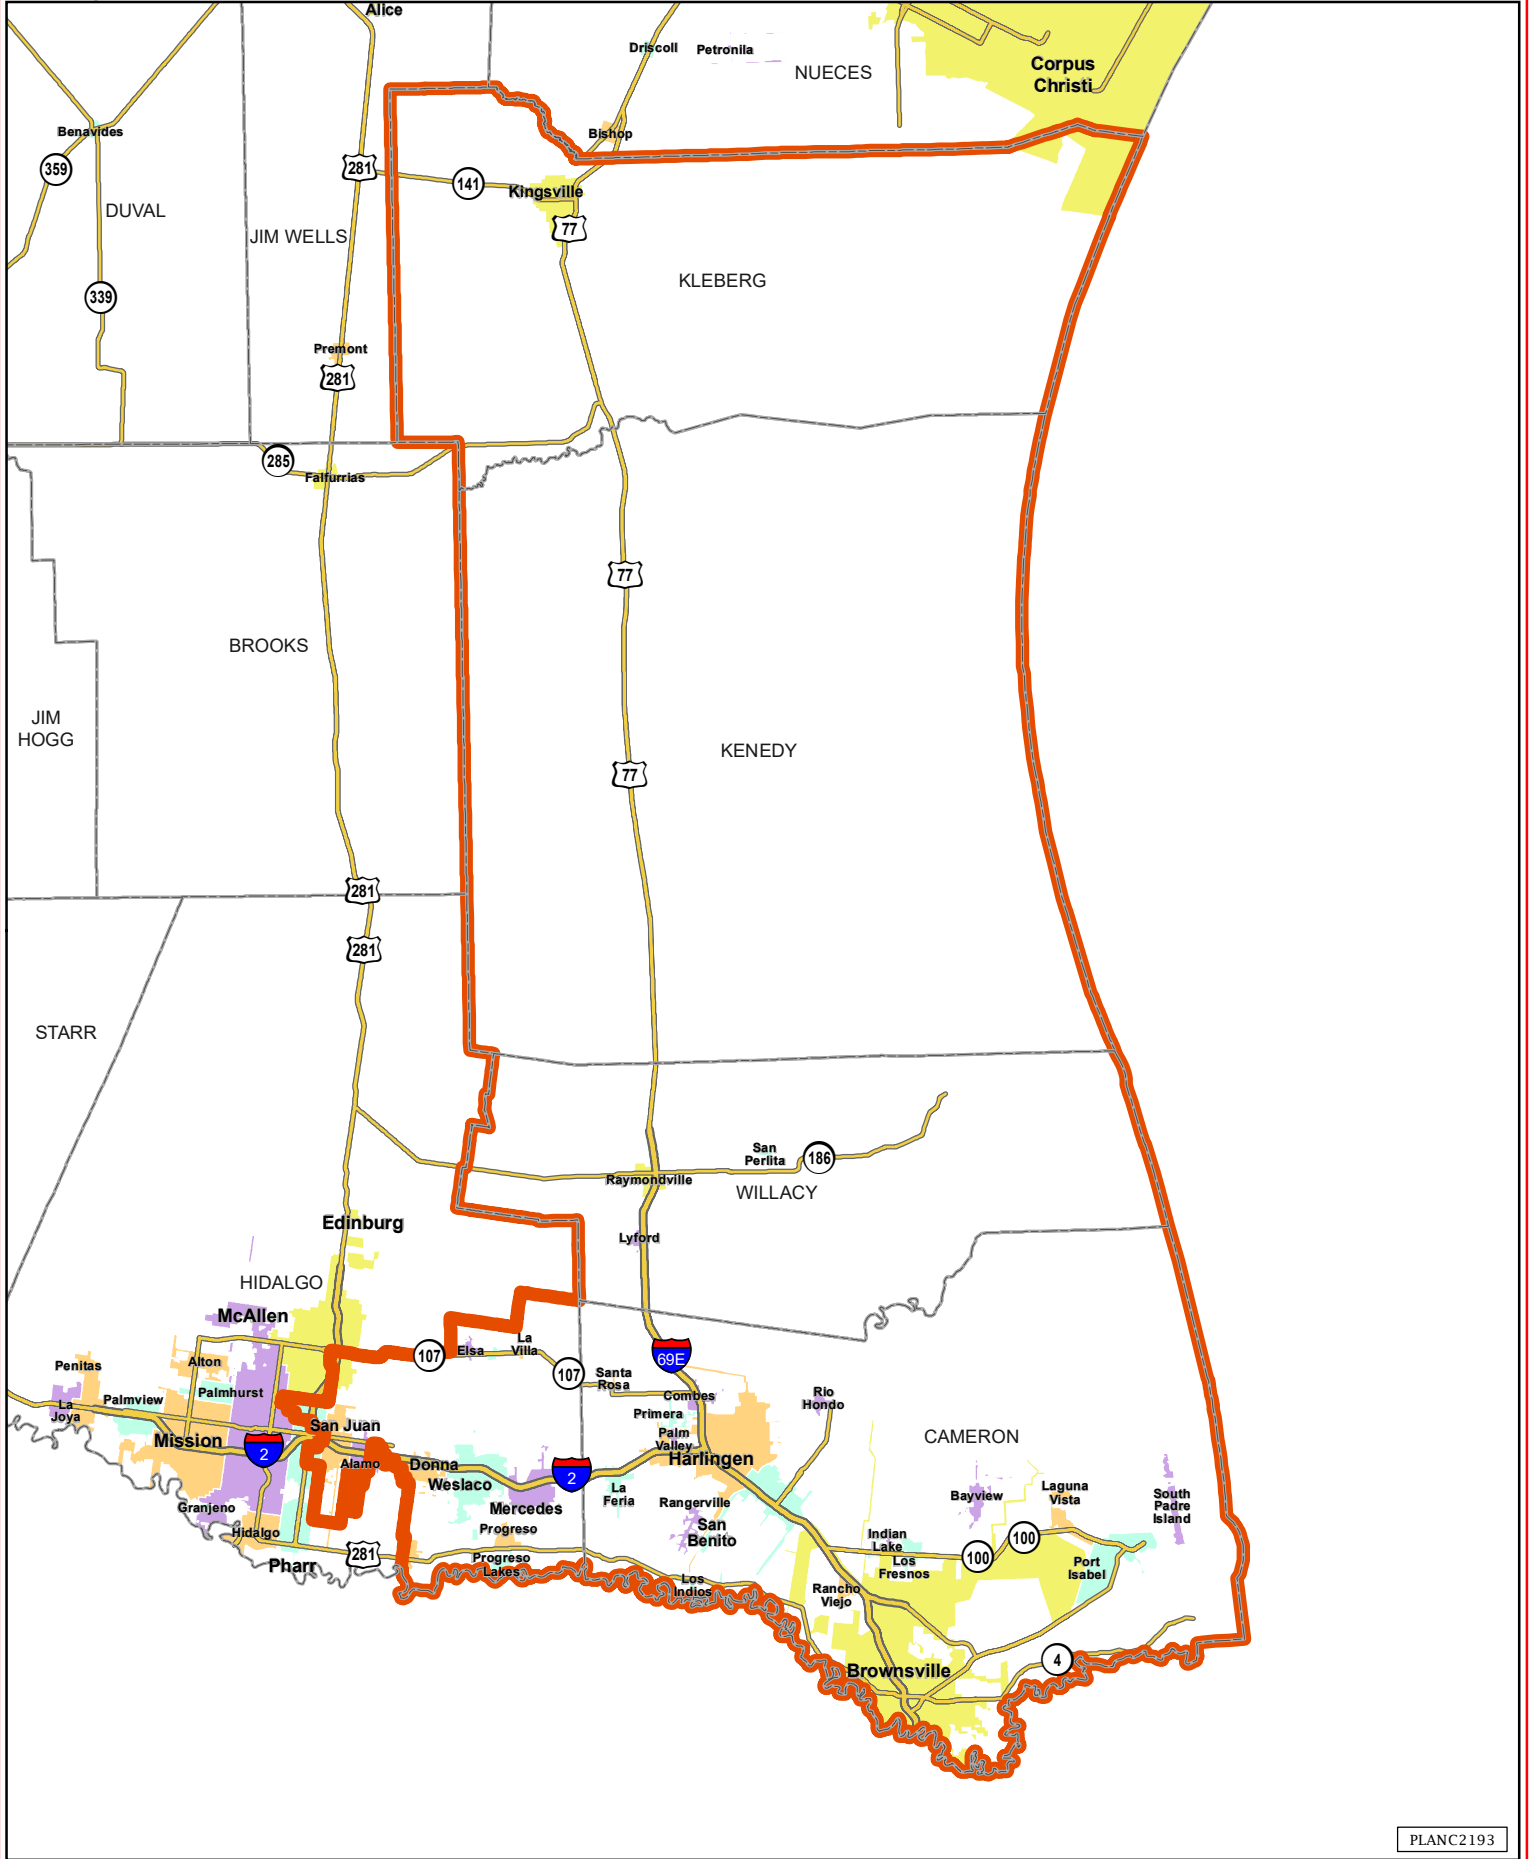 Alice
Driscoll
Petronila
NUECES
Corpus
Christi
Benavides
Bishop
359
281
141
Kingsville
DUVAL
JIM WELLS
77
KLEBERG
339
Premont
281
285
Falfurrias
77
BROOKS
JIM
HOGG
KENEDY
77
281
281
STARR
San
Perlita
186
Raymondville
WILLACY
Edinburg
Lyford
HIDALGO
McAllen
107
Elsa
La
Villa
69E
Penitas
Alton
107
Santa
Rosa
Palmhurst
Combes
Rio
Hondo
La
Joya
Palmview
Primera
San Juan
Mission
2
Palm
Valley
CAMERON
Harlingen
Alamo
Donna
Weslaco
2
La
Feria
Bayview
Laguna
Vista
South
Padre
Island
Granjeno
Mercedes
Rangerville
San
Benito
Hidalgo
Progreso
Indian
Lake
100
100
Pharr
281
Progreso
Lakes
Los
Fresnos
Port
Isabel
Los
Indios
Rancho
Viejo
Brownsville
4
PLANC2193